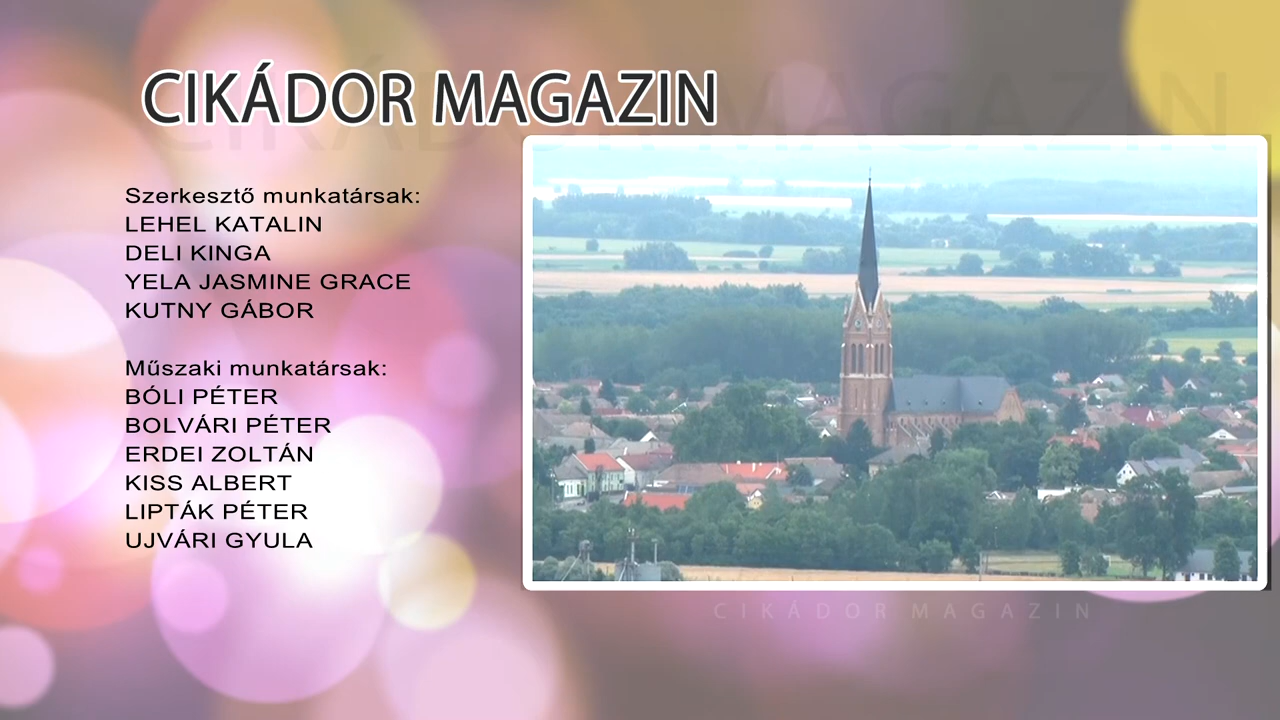 CIKÁDOR MAGAZIN
Szerkesztő munkatársak:
LEHEL KATALIN
DELI KINGA
YELA JASMINE GRACE
KUTNY GÁBOR
Műszaki munkatársak:
BÓLI PÉTER
BOLVÁRI PÉTER
ERDEI ZOLTÁN
KISS ALBERT
LIPTÁK PÉTER
UJVÁRI GYULA
CIKÁDOR MAGAZIN